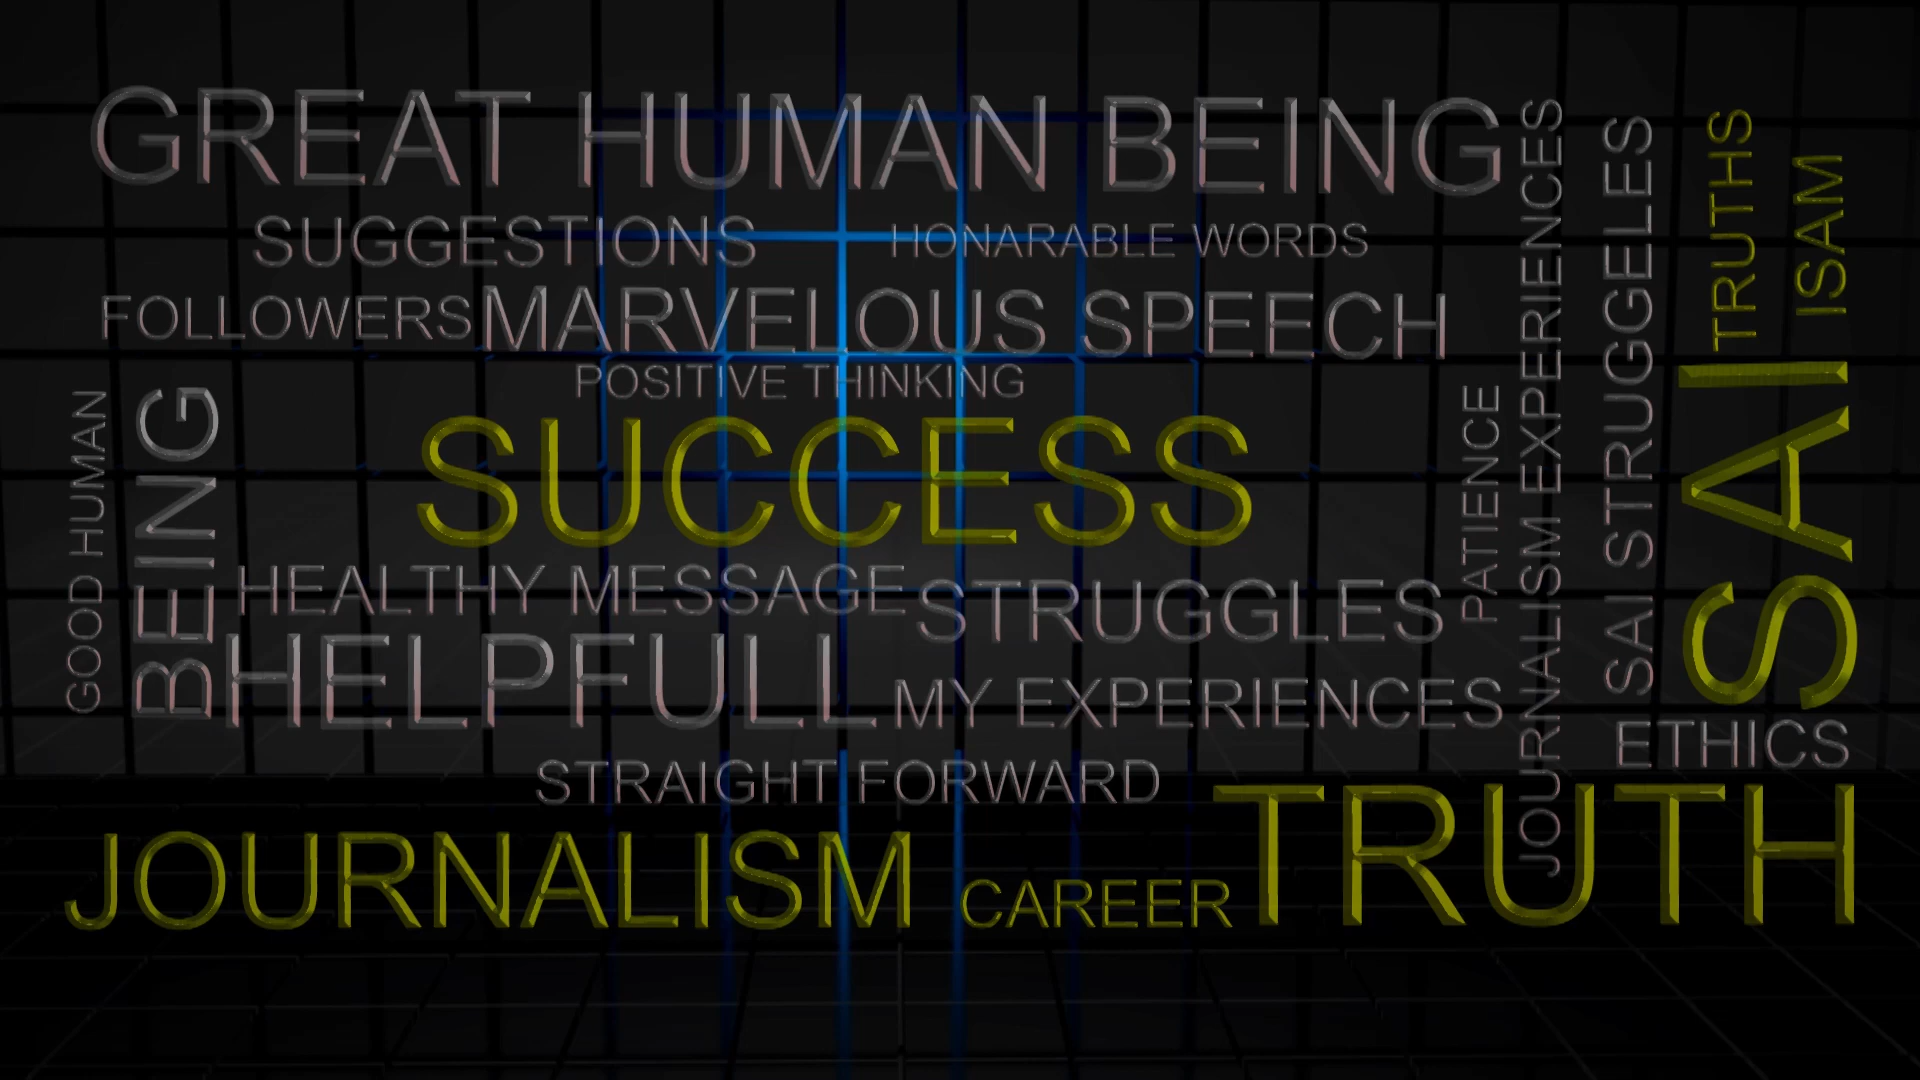 GREAT HUMAN BEING
SUGGESTIONS
HONARABLE WORDS
FOLLOWERS
MARVELOUS SPEECH
POSITIVE THINKING
SUCCESS
GOOD HUMAN
BEING
HEALTHY MESSAGE
STRUGGLES
HELPFULL
MY EXPERIENCES
STRAIGHT FORWARD
JOURNALISM
CAREER
TRUTH
PATIENCE
JOURNALISM EXPERIENCES
SAI STRUGGELES
TRUTHS
ISAM
SAI
ETHICS